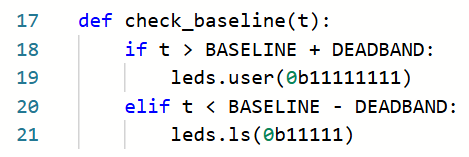 17 def check_baseline(t):
18     if t > BASELINE + DEADBAND:
19         leds.user(0b11111111)
20     elif t < BASELINE - DEADBAND:
21         leds.ls(0b11111)